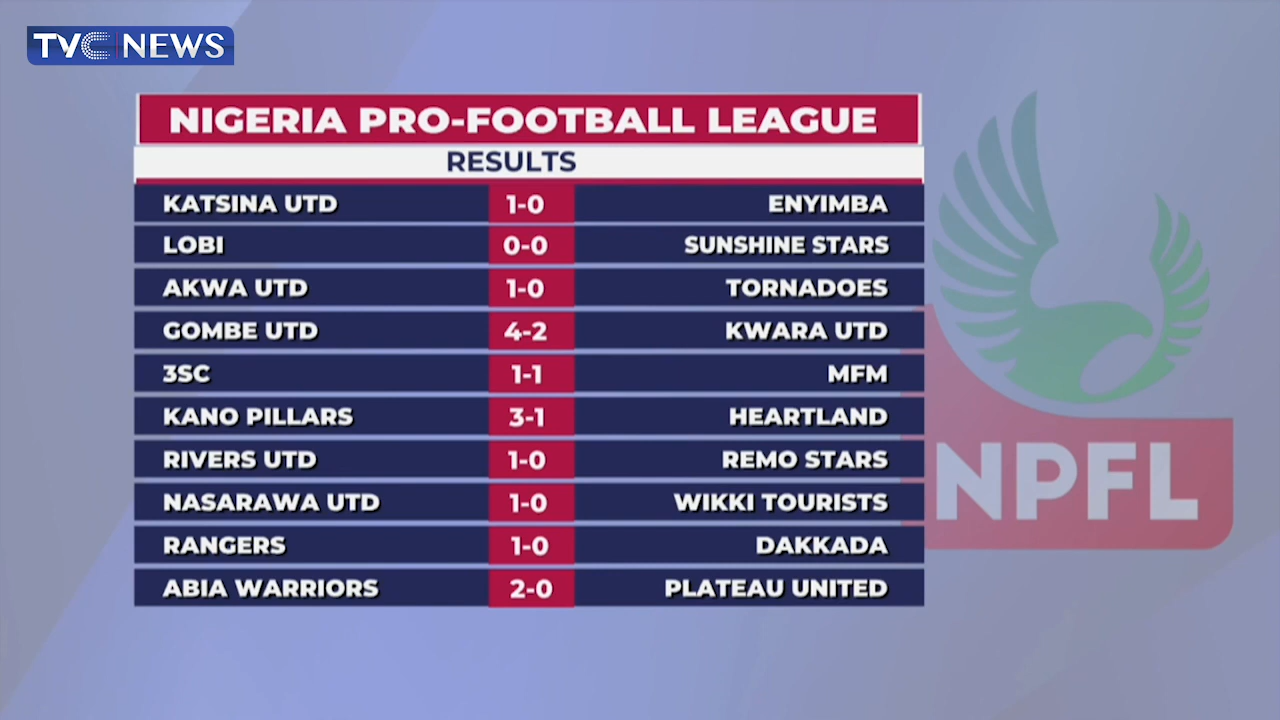 TVC NEWS
NIGERIA PRO-FOOTBALL LEAGUE
RESULTS
KATSINA UTD 1-0 ENYIMBA
LOBI 0-0 SUNSHINE STARS
AKWA UTD 1-0 TORNADOES
GOMBE UTD 4-2 KWARA UTD
3SC 1-1 MFM
KANO PILLARS 3-1 HEARTLAND
RIVERS UTD 1-0 REMO STARS
NASARAWA UTD 1-0 WIKKI TOURISTS
RANGERS 1-0 DAKKADA
ABIA WARRIORS 2-0 PLATEAU UNITED
NPFL